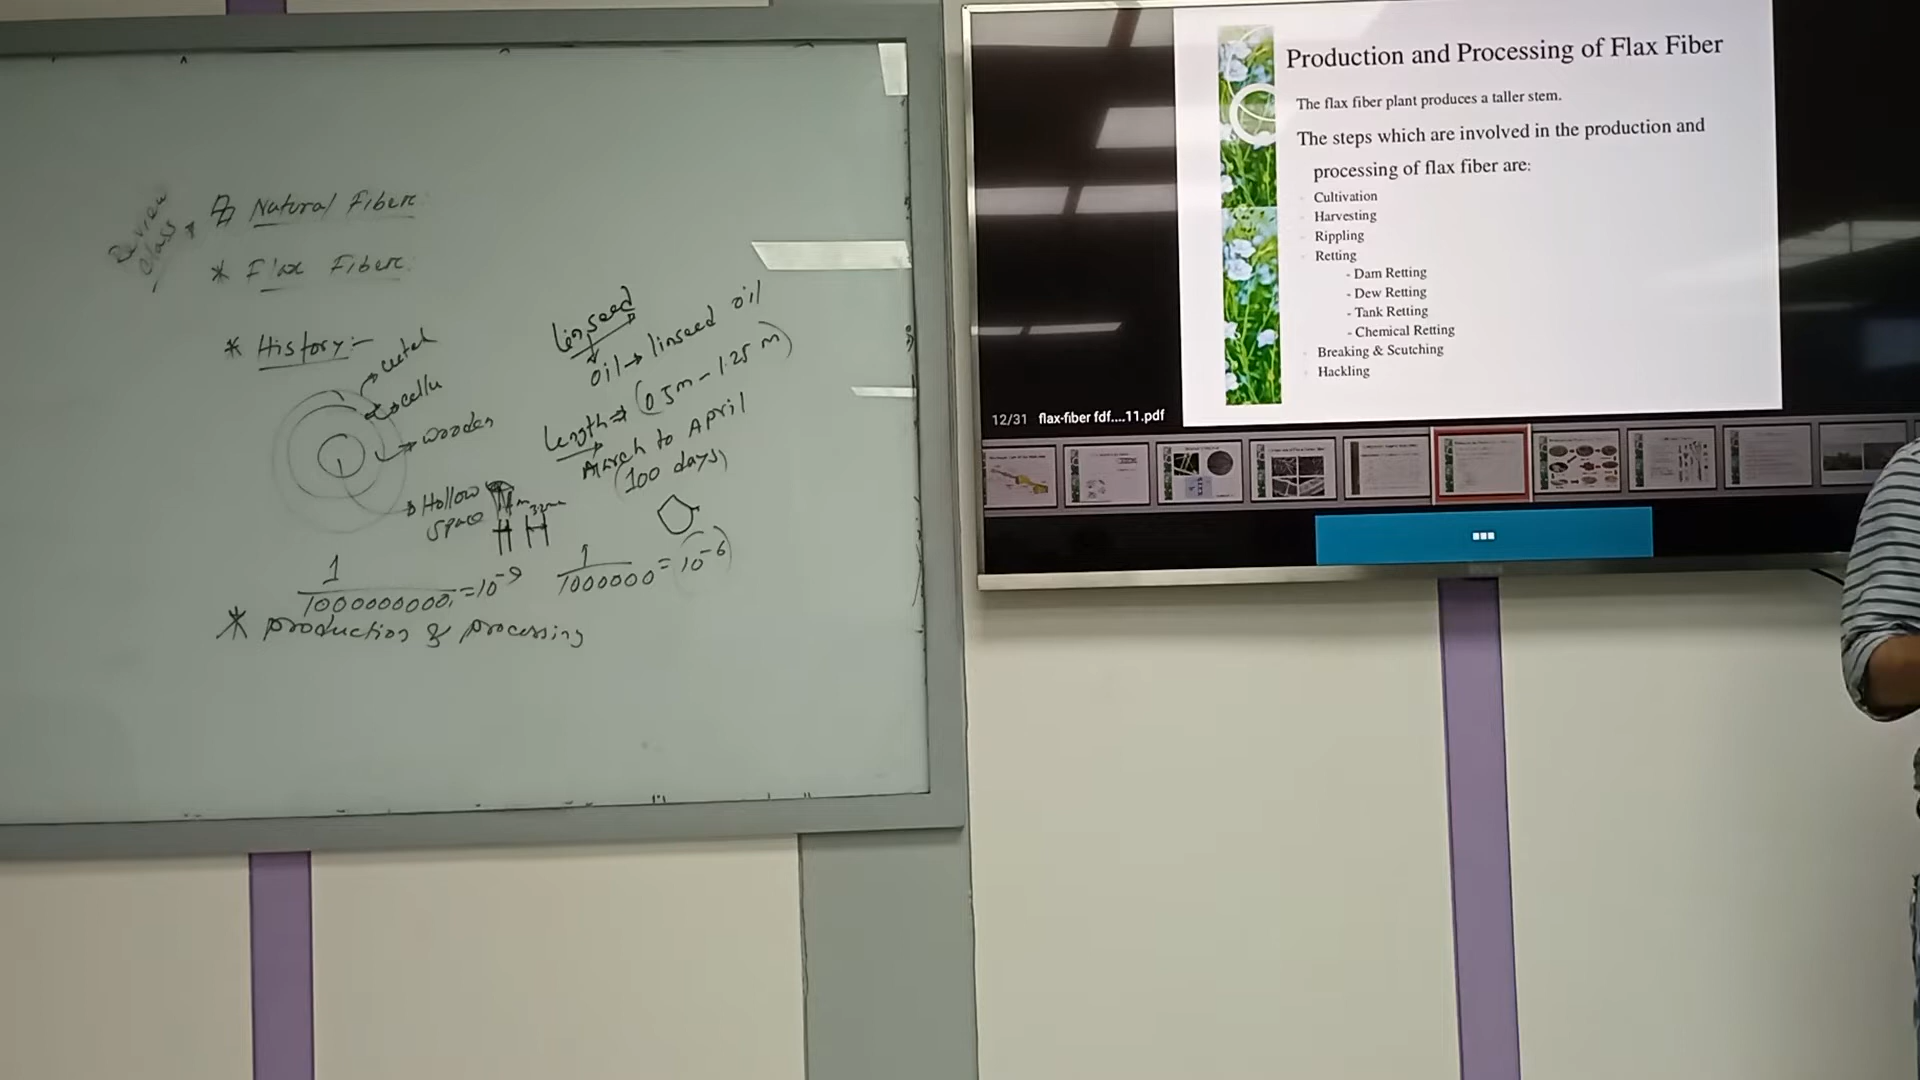 Review
class
Natural Fiber
* Flax Fiber
* History:-
cutel
cellu
wooden
Hollow
space
Linseed
oil → linseed oil
Length ⇒ (0.5m - 1.25 m)
March to April
(100 days)
1/1000000000 = 10⁻⁹
1/1000000 = 10⁻⁶
* production & processing
Production and Processing of Flax Fiber
The flax fiber plant produces a taller stem.
The steps which are involved in the production and
processing of flax fiber are:
Cultivation
Harvesting
Rippling
Retting
- Dam Retting
- Dew Retting
- Tank Retting
- Chemical Retting
Breaking & Scutching
Hackling
12/31 flax-fiber fdf....11.pdf